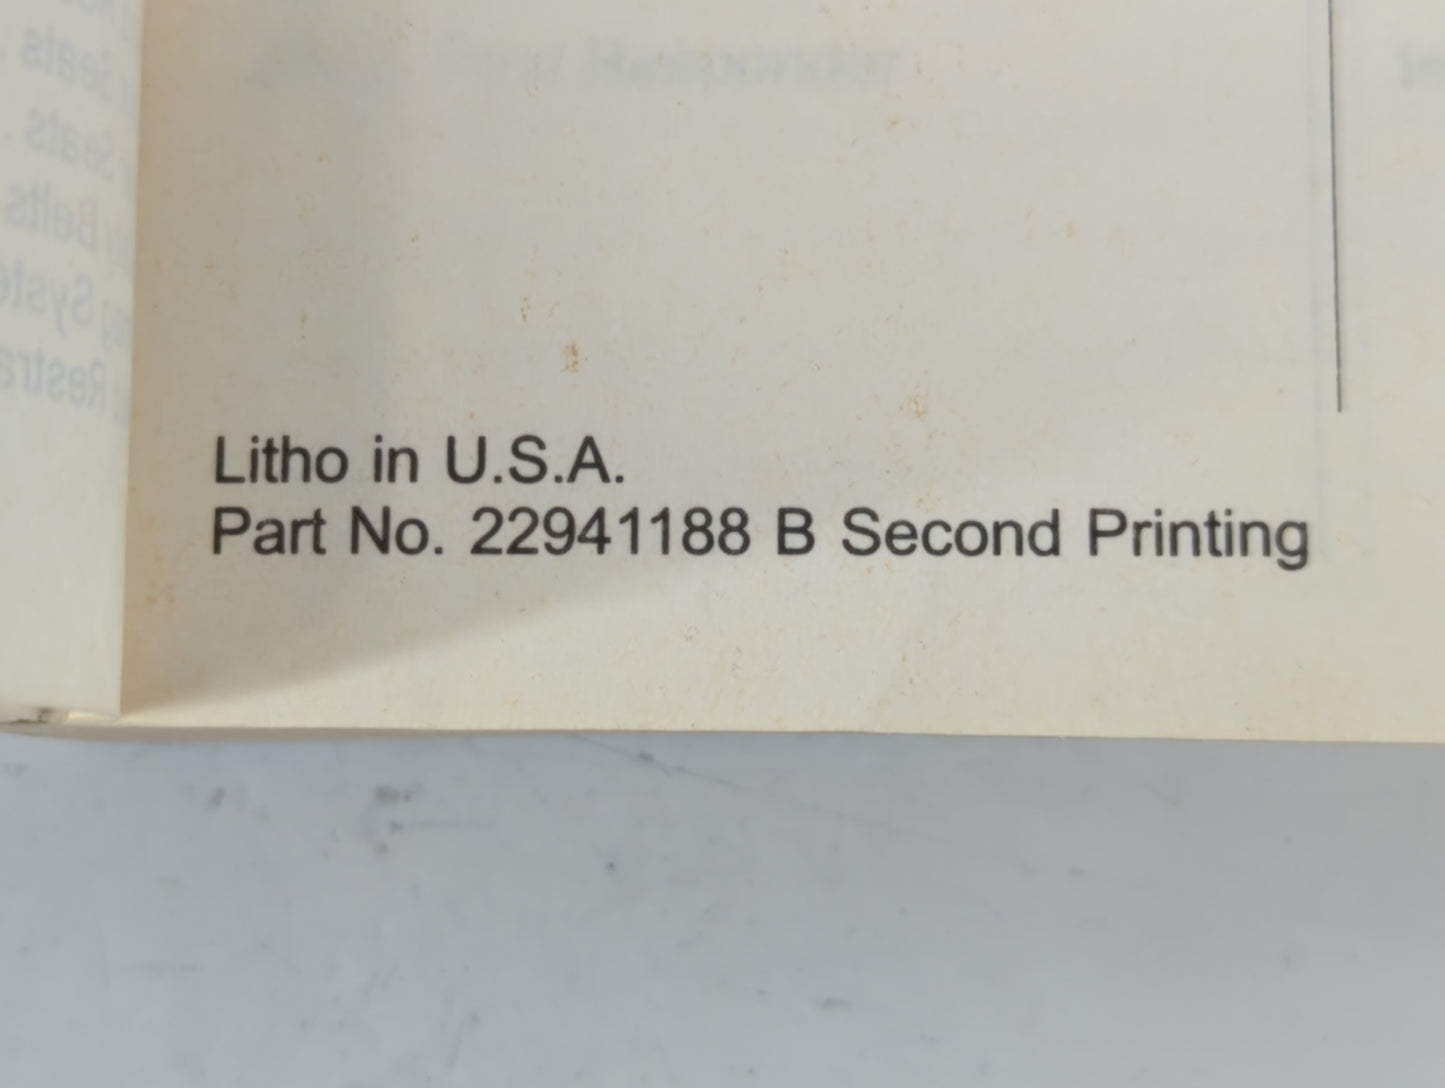 Litho in U.S.A.
Part No. 22941188 B Second Printing